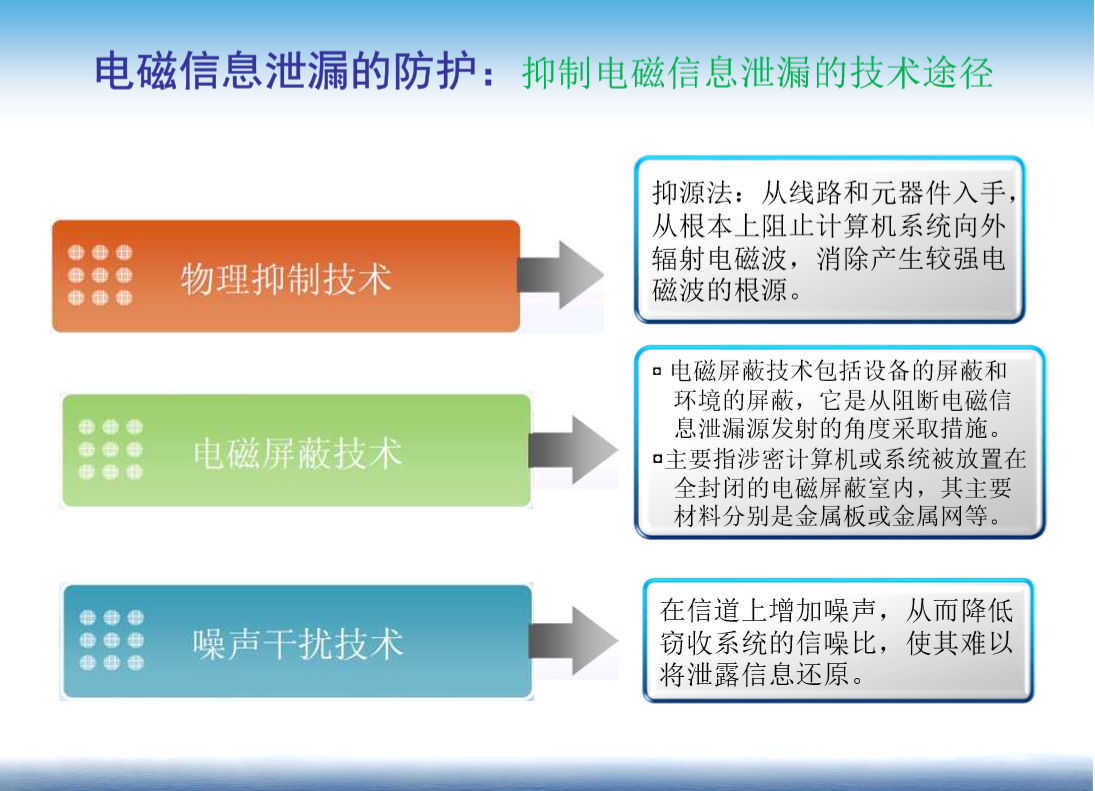 电磁信息泄漏的防护：抑制电磁信息泄漏的技术途径
物理抑制技术
抑源法：从线路和元器件入手，
从根本上阻止计算机系统向外
辐射电磁波，消除产生较强电
磁波的根源。
电磁屏蔽技术
电磁屏蔽技术包括设备的屏蔽和
环境的屏蔽，它是从阻断电磁信
息泄漏源发射的角度采取措施。
主要指涉密计算机或系统被放置在
全封闭的电磁屏蔽室内，其主要
材料分别是金属板或金属网等。
噪声干扰技术
在信道上增加噪声，从而降低
窃收系统的信噪比，使其难以
将泄露信息还原。